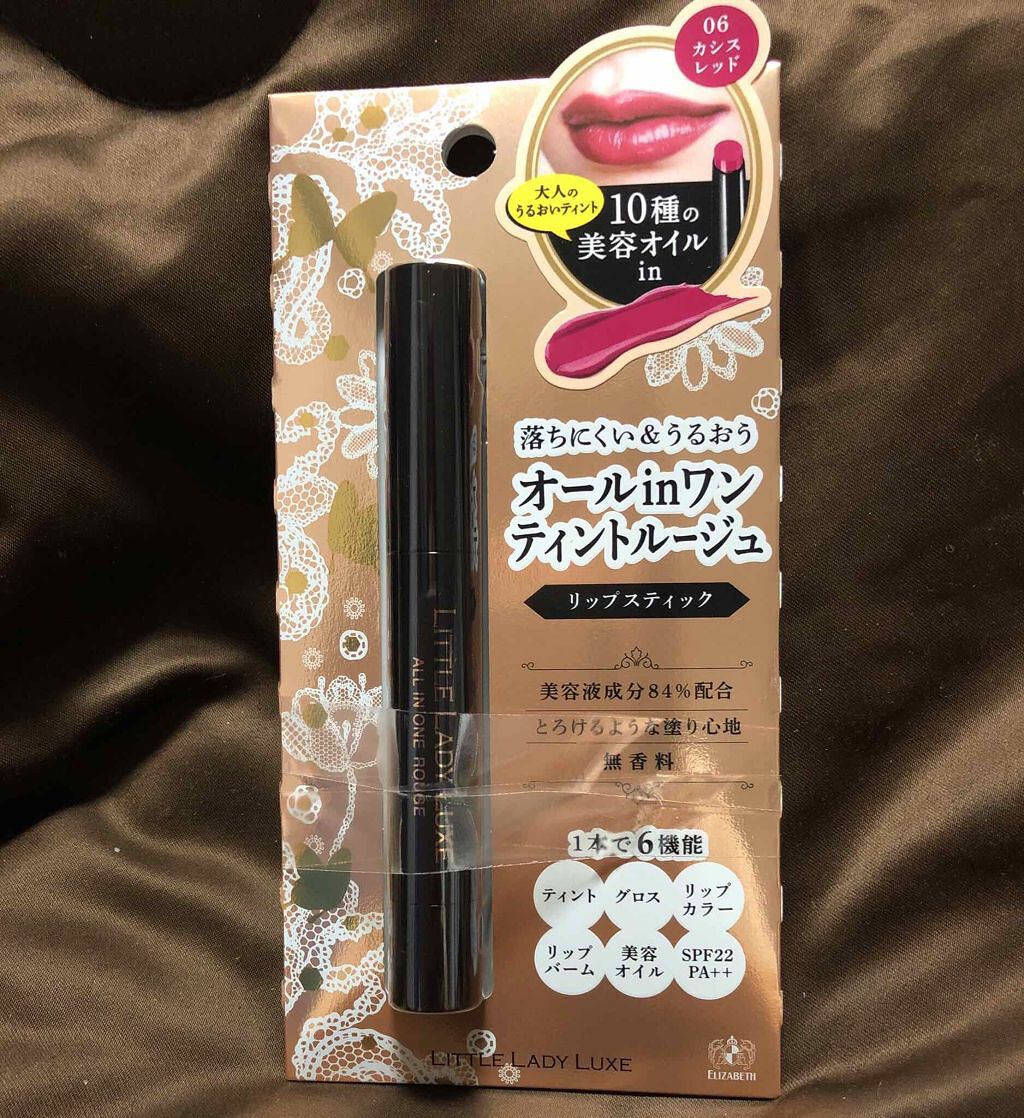 06
カシス
レッド
大人の
うるおいティント
10種の
美容オイル
in
落ちにくい&うるおう
オールinワン
ティントルージュ
リップスティック
美容液成分84%配合
とろけるような塗り心地
無香料
LITTLE LADY LUXE
ALL IN ONE ROUGE
1本で6機能
ティント
グロス
リップ
カラー
リップ
バーム
美容
オイル
SPF22
PA++
LITTLE LADY LUXE
ELIZABETH